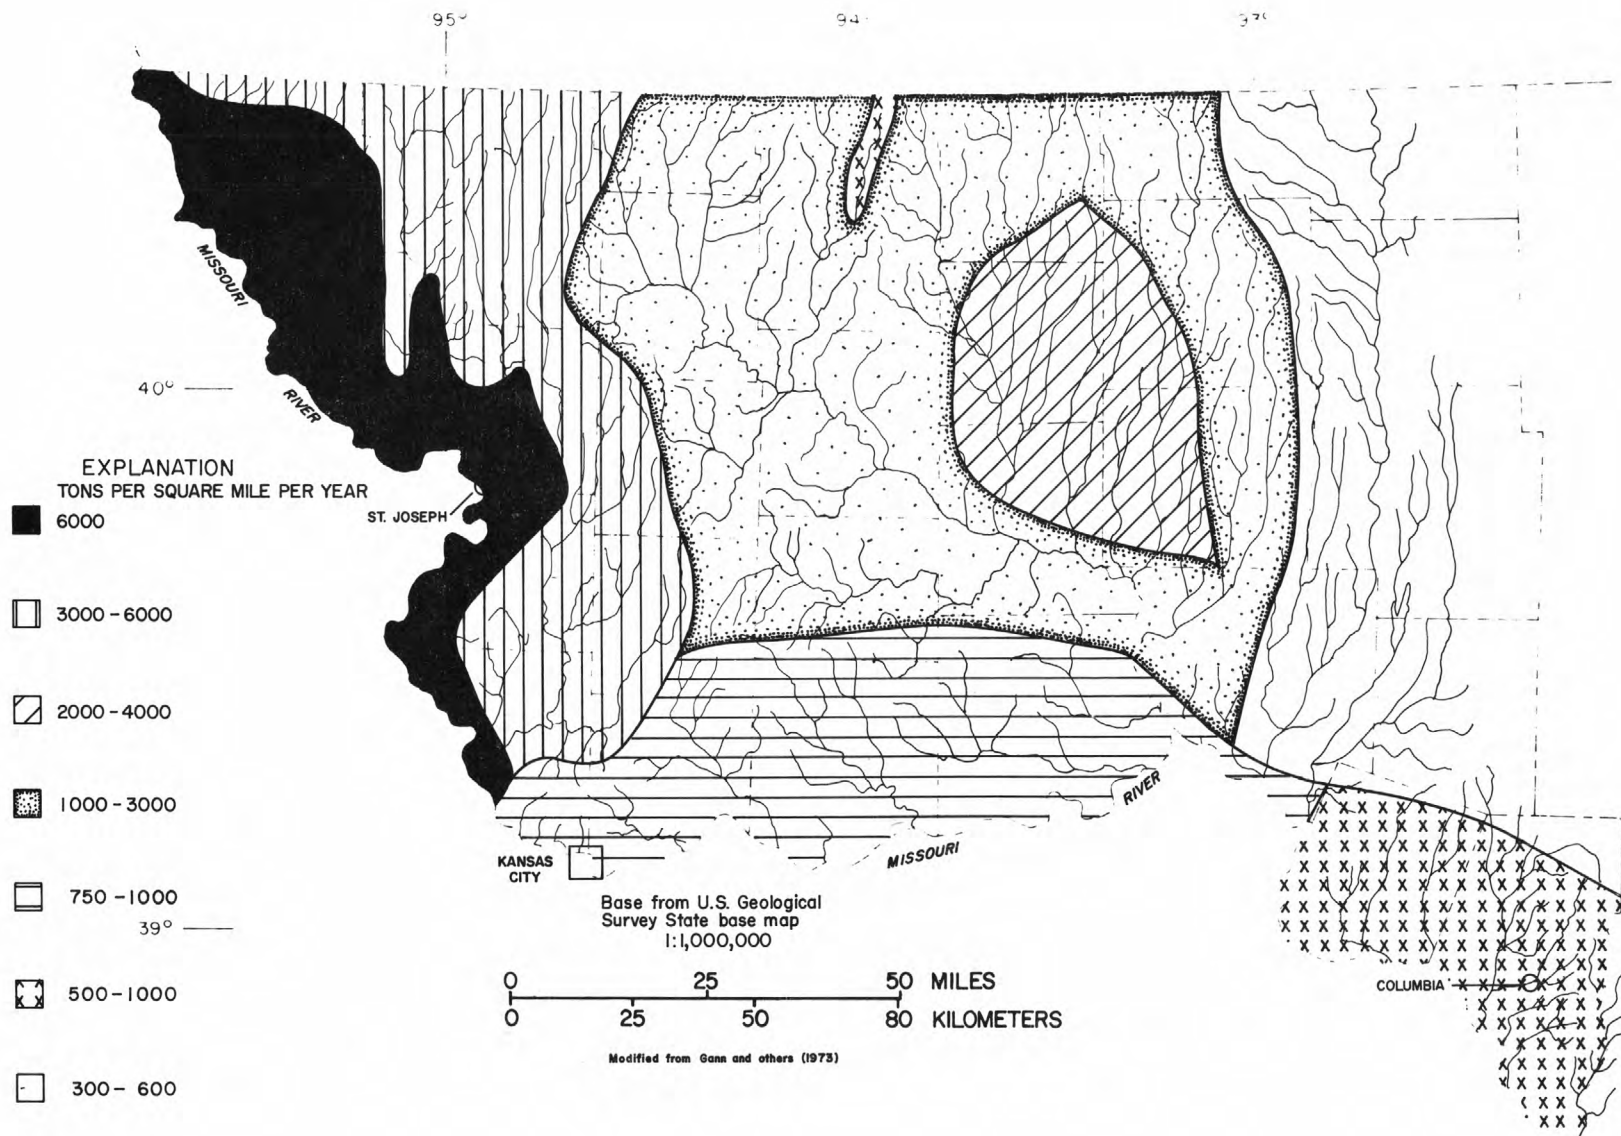 95°
94°
MISSOURI
RIVER
40°
EXPLANATION
TONS PER SQUARE MILE PER YEAR
6000
ST. JOSEPH
3000-6000
2000-4000
1000-3000
750-1000
500-1000
300-600
39°
RIVER
MISSOURI
KANSAS
CITY
COLUMBIA
Base from U.S. Geological
Survey State base map
1:1,000,000
0 25 50 MILES
0 25 50 80 KILOMETERS
Modified from Gann and others (1973)